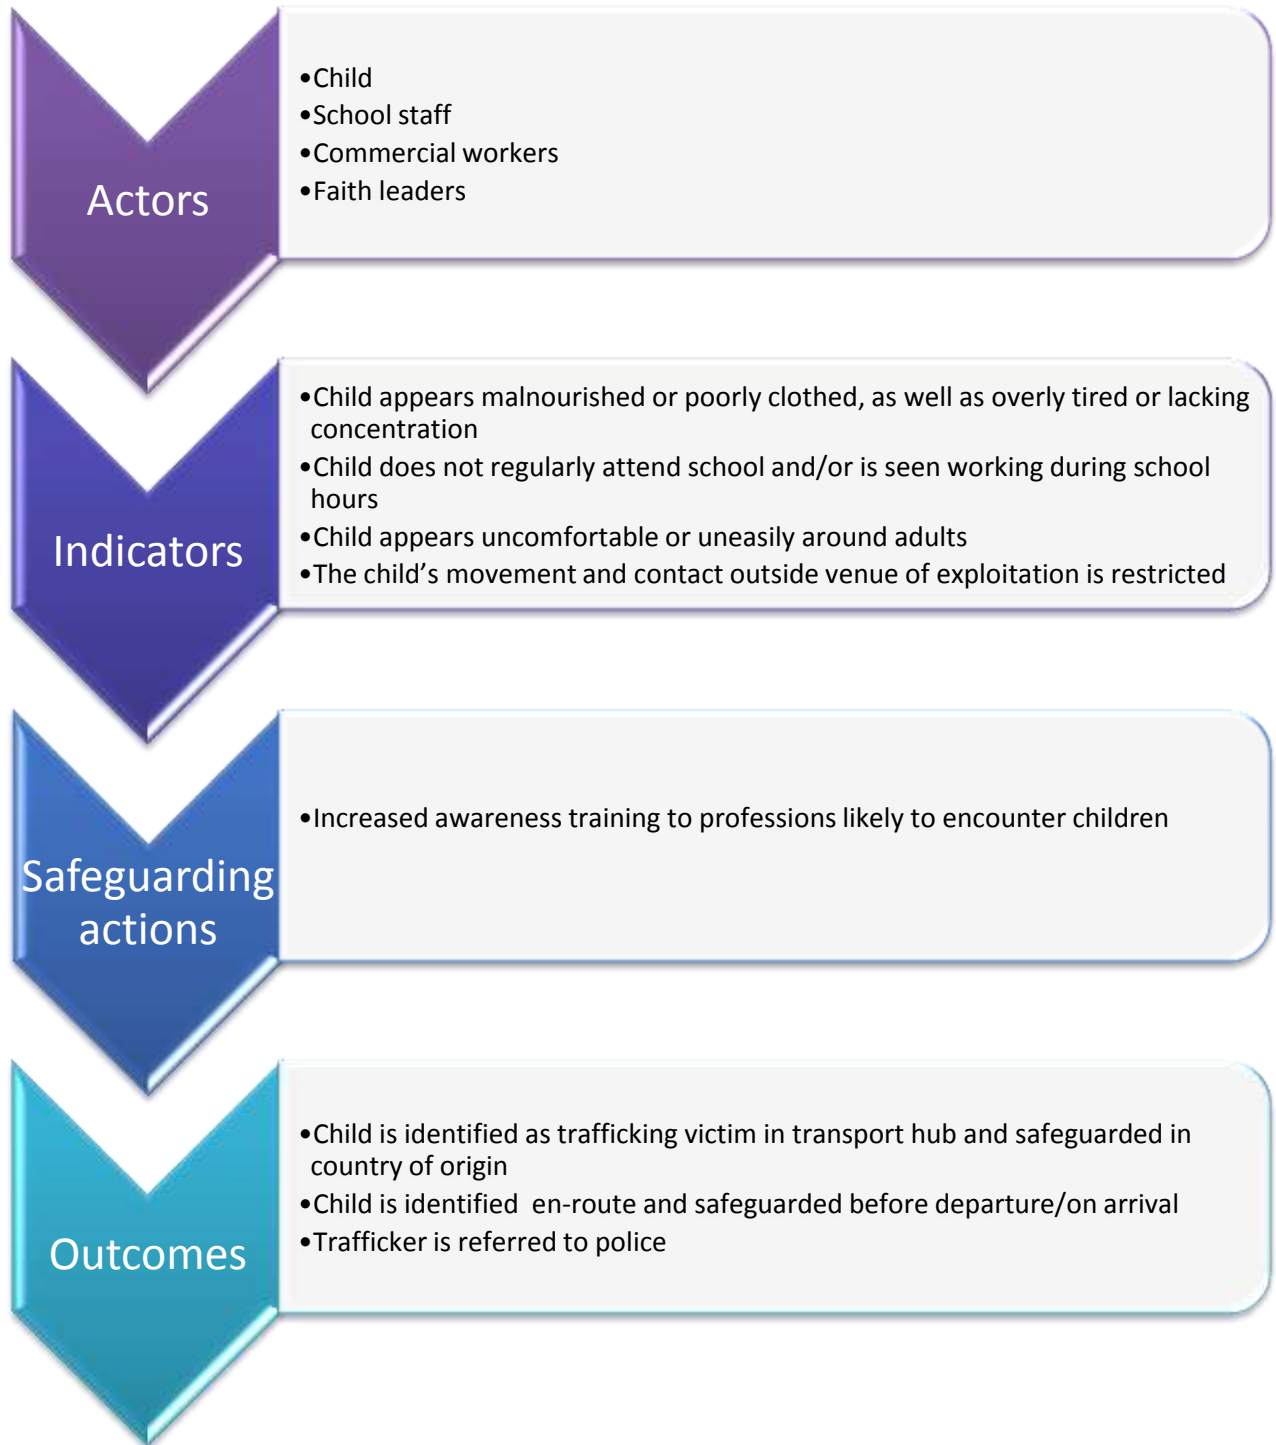 Actors
•Child
•School staff
•Commercial workers
•Faith leaders
Indicators
•Child appears malnourished or poorly clothed, as well as overly tired or lacking
concentration
•Child does not regularly attend school and/or is seen working during school
hours
•Child appears uncomfortable or uneasily around adults
•The child’s movement and contact outside venue of exploitation is restricted
Safeguarding
actions
•Increased awareness training to professions likely to encounter children
Outcomes
•Child is identified as trafficking victim in transport hub and safeguarded in
country of origin
•Child is identified en-route and safeguarded before departure/on arrival
•Trafficker is referred to police